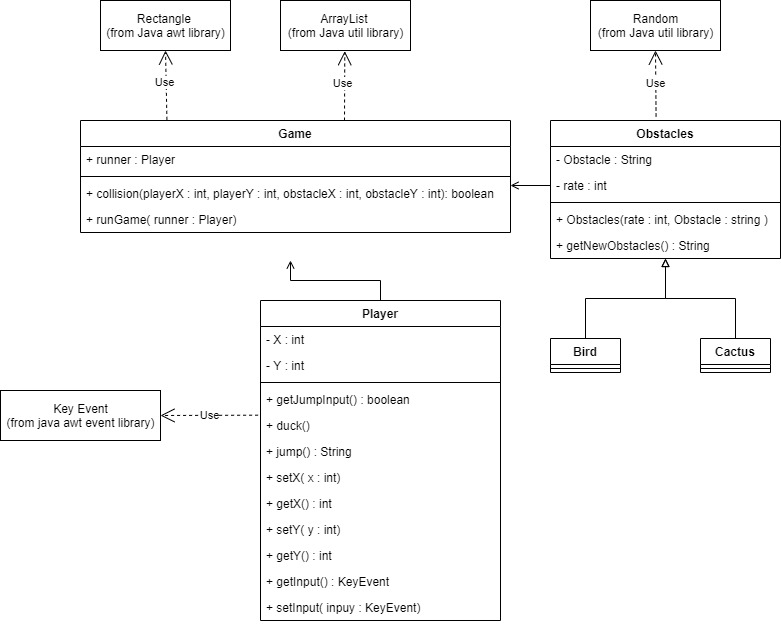 Rectangle
(from Java awt library)
ArrayList
(from Java util library)
Random
(from Java util library)
Use
Use
Use
Game
+ runner : Player
+ collision(playerX : int, playerY : int, obstacleX : int, obstacleY : int): boolean
+ runGame( runner : Player)
Obstacles
- Obstacle : String
- rate : int
+ Obstacles(rate : int, Obstacle : string )
+ getNewObstacles() : String
Player
- X : int
- Y : int
+ getJumpInput() : boolean
+ duck()
+ jump() : String
+ setX( x : int)
+ getX() : int
+ setY( y : int)
+ getY() : int
+ getInput() : KeyEvent
+ setInput( inpuy : KeyEvent)
Bird
Cactus
Key Event
(from java awt event library)
Use